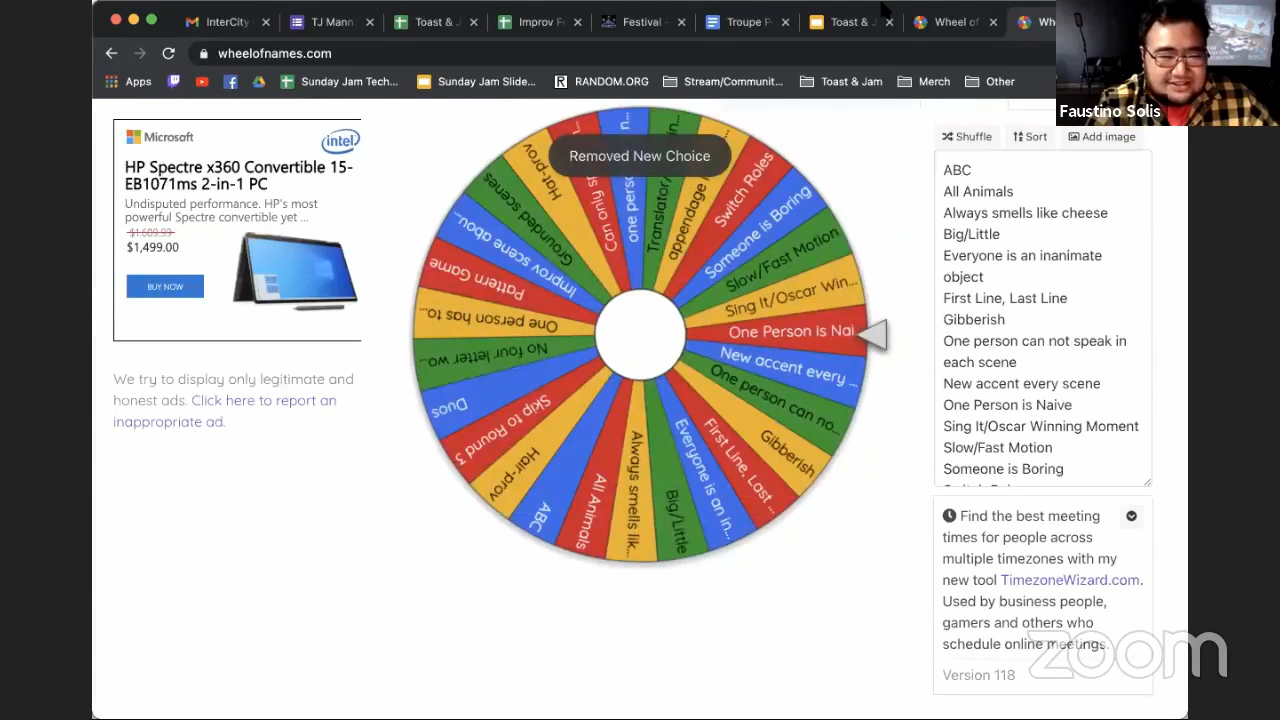 InterCity
TJ Mann
Toast &
Improv Fe
Festival -
Troupe P
Toast &
Wheel of
wheelofnames.com
Apps
Sunday Jam Tech...
Sunday Jam Slide...
RANDOM.ORG
Stream/Communit...
Toast & Jam
Merch
Other
Faustino Solis
Microsoft
intel
HP Spectre x360 Convertible 15-
EB1071ms 2-in-1 PC
Undisputed performance. HP's most
powerful Spectre convertible yet ...
$1,609.99
$1,499.00
BUY NOW
We try to display only legitimate and
honest ads. Click here to report an
inappropriate ad.
Removed New Choice
one perso
Translator/
appendage
Switch Roles
Someone is Boring
Slow/Fast Motion
Sing It/Oscar Win...
One Person is Nai
New accent every ...
One person can no...
Gibberish
First Line, Last ...
Everyone is an in...
Big/Little
Always smells lik...
All Animals
ABC
Hair-prov
Skip to Round 3
Duos
No four letter wo...
One person has to...
Pattern Game
Improv scene abou...
Grounded scenes
Hat-prov
Can only s
Shuffle
Sort
Add image
ABC
All Animals
Always smells like cheese
Big/Little
Everyone is an inanimate
object
First Line, Last Line
Gibberish
One person can not speak in
each scene
New accent every scene
One Person is Naive
Sing It/Oscar Winning Moment
Slow/Fast Motion
Someone is Boring
Find the best meeting
times for people across
multiple timezones with my
new tool TimezoneWizard.com.
Used by business people,
gamers and others who
schedule online meetings.
Version 118
zoom